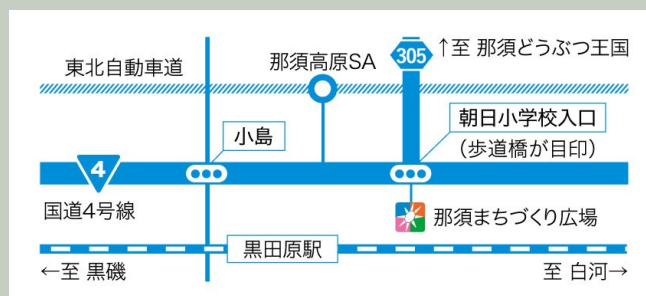 東北自動車道
那須高原SA
305
↑至 那須どうぶつ王国
小島
朝日小学校入口
(歩道橋が目印)
4
国道4号線
那須まちづくり広場
黒田原駅
←至 黒磯
至 白河→